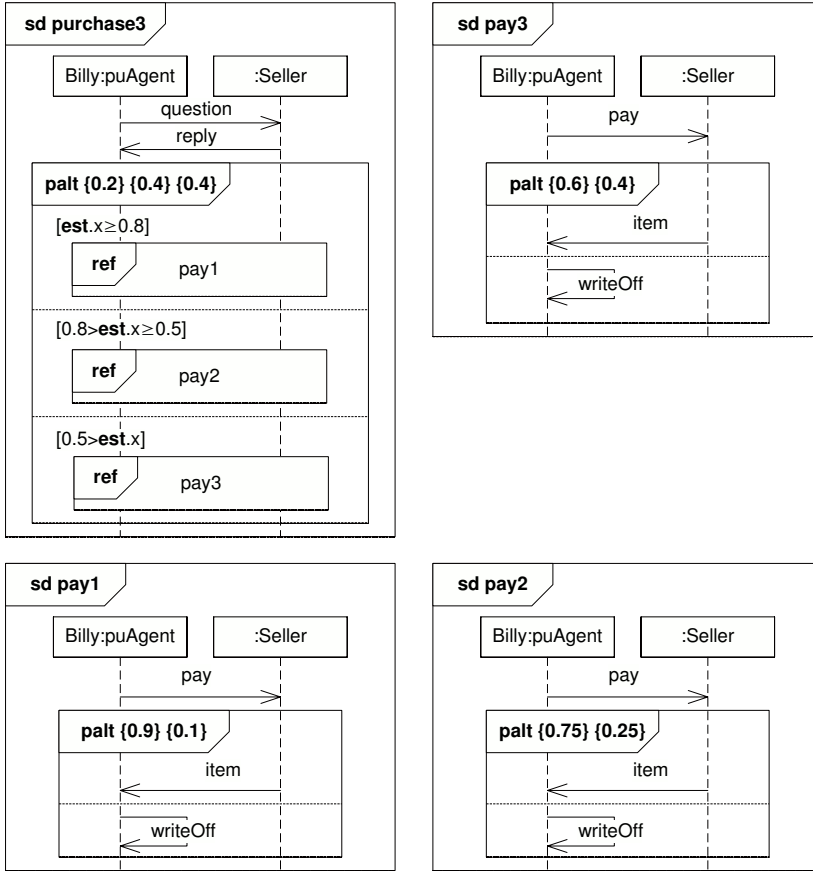 sd purchase3
Billy:puAgent
:Seller
question
reply
palt {0.2} {0.4} {0.4}
[est.x≥0.8]
ref
pay1
[0.8>est.x≥0.5]
ref
pay2
[0.5>est.x]
ref
pay3
sd pay3
Billy:puAgent
:Seller
pay
palt {0.6} {0.4}
item
writeOff
sd pay1
Billy:puAgent
:Seller
pay
palt {0.9} {0.1}
item
writeOff
sd pay2
Billy:puAgent
:Seller
pay
palt {0.75} {0.25}
item
writeOff